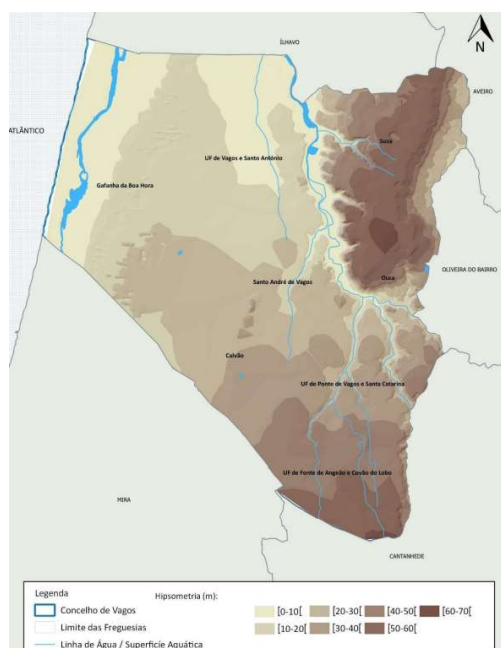 ÍLHAVO
N
AVEIRO
ATLÂNTICO
Soza
UF de Vagos e Santo António
Gafanha da Boa Hora
OLIVEIRA DO BAIRRO
Ouca
Santo André de Vagos
Calvão
UF de Ponte de Vagos e Santa Catarina
UF de Fonte de Angeão e Covão do Lobo
MIRA
CANTANHEDE
Legenda
Hipsometria (m):
Concelho de Vagos
Limite das Freguesias
Linha de Água / Superfície Aquática
[0-10[ [20-30[ [40-50[ [60-70[
[10-20[ [30-40[ [50-60[